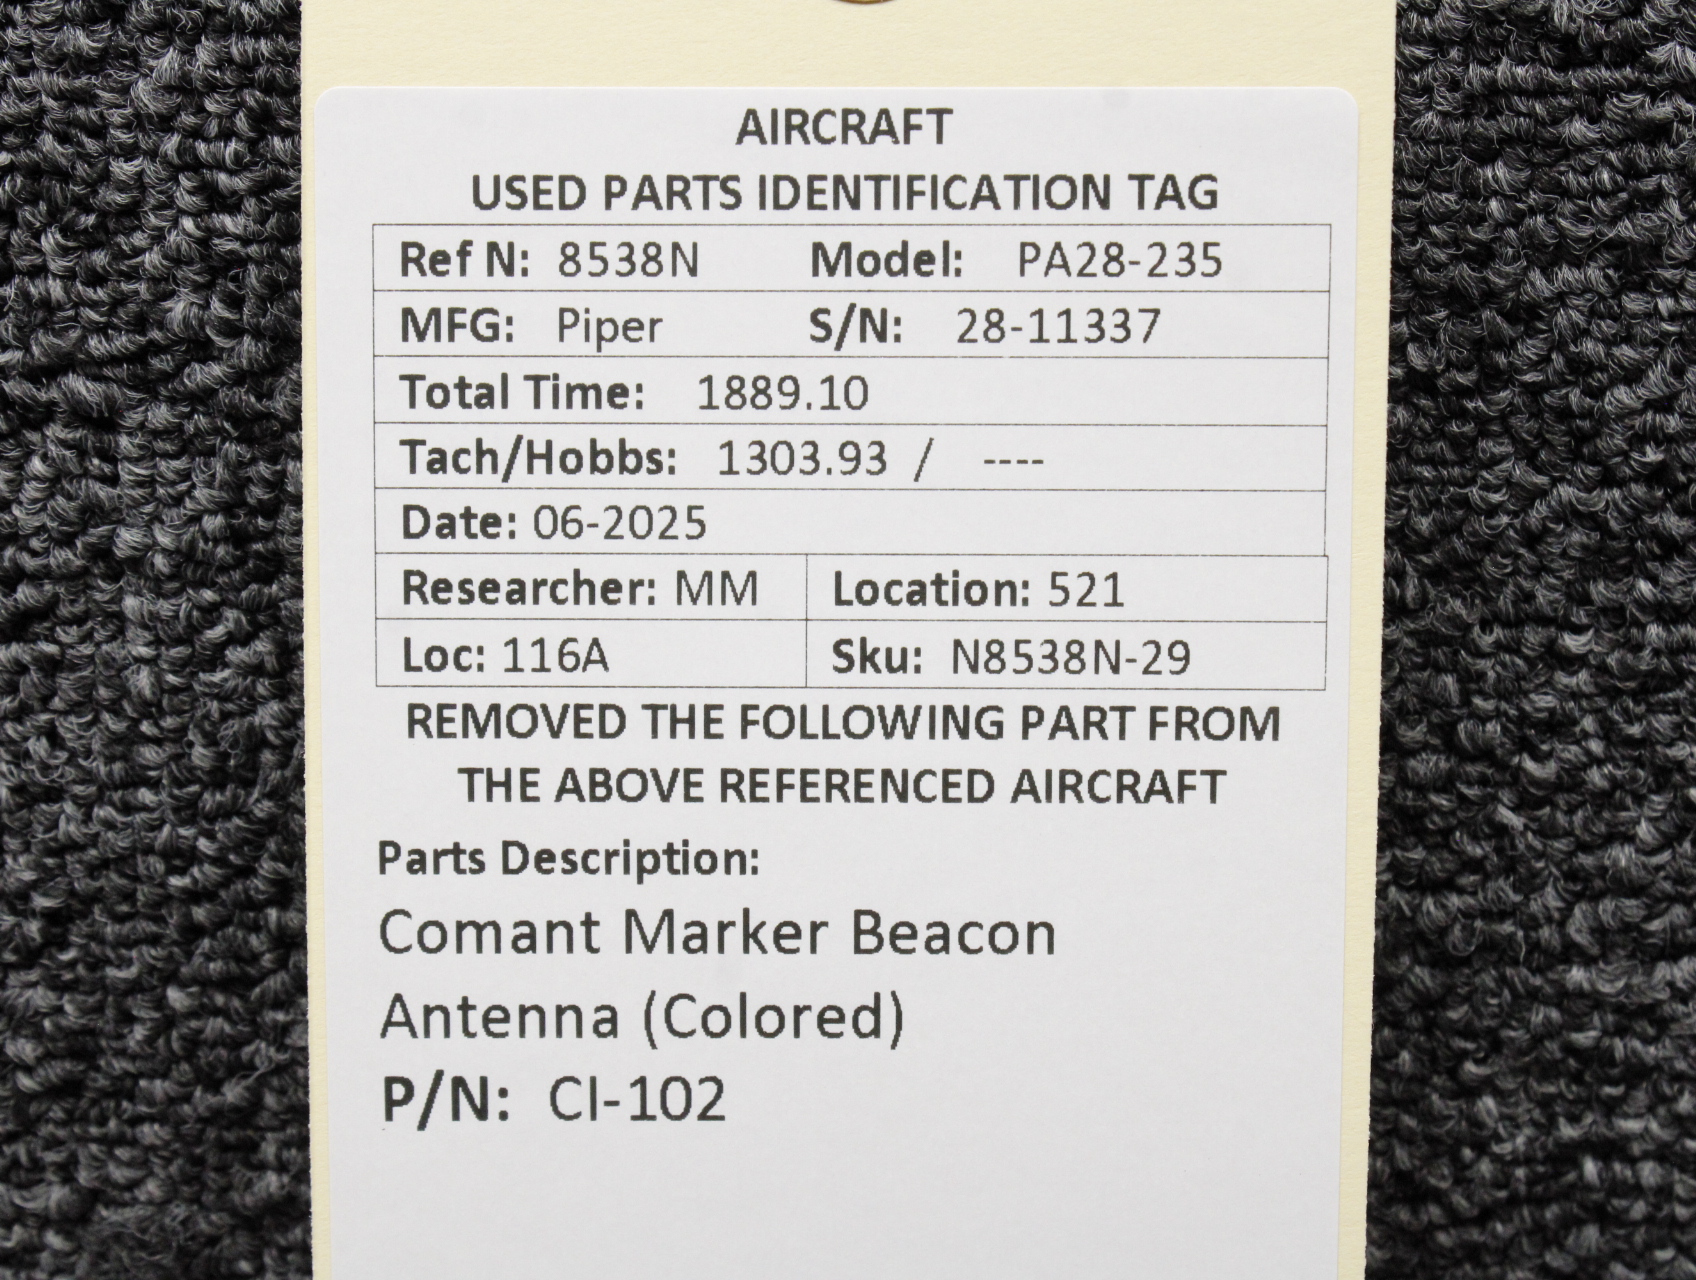 AIRCRAFT
USED PARTS IDENTIFICATION TAG
Ref N: 8538N Model: PA28-235
MFG: Piper S/N: 28-11337
Total Time: 1889.10
Tach/Hobbs: 1303.93 / ----
Date: 06-2025
Researcher: MM Location: 521
Loc: 116A Sku: N8538N-29
REMOVED THE FOLLOWING PART FROM
THE ABOVE REFERENCED AIRCRAFT
Parts Description:
Comant Marker Beacon
Antenna (Colored)
P/N: CI-102